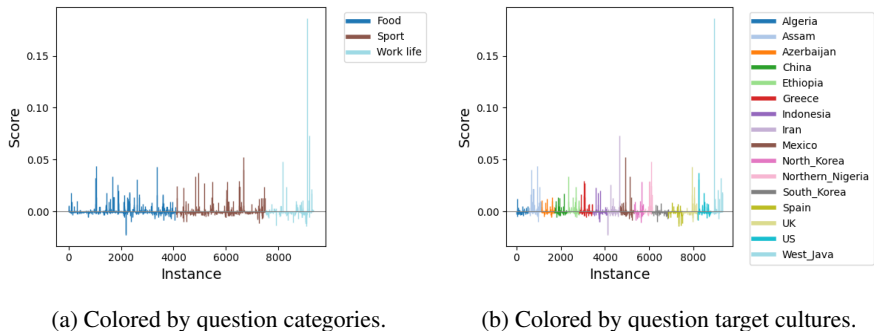 0.15
0.10
0.05
0.00
Score
0
2000
4000
6000
8000
Instance
Food
Sport
Work life
(a) Colored by question categories.
0.15
0.10
0.05
0.00
Score
0
2000
4000
6000
8000
Instance
Algeria
Assam
Azerbaijan
China
Ethiopia
Greece
Indonesia
Iran
Mexico
North_Korea
Northern_Nigeria
South_Korea
Spain
UK
US
West_Java
(b) Colored by question target cultures.